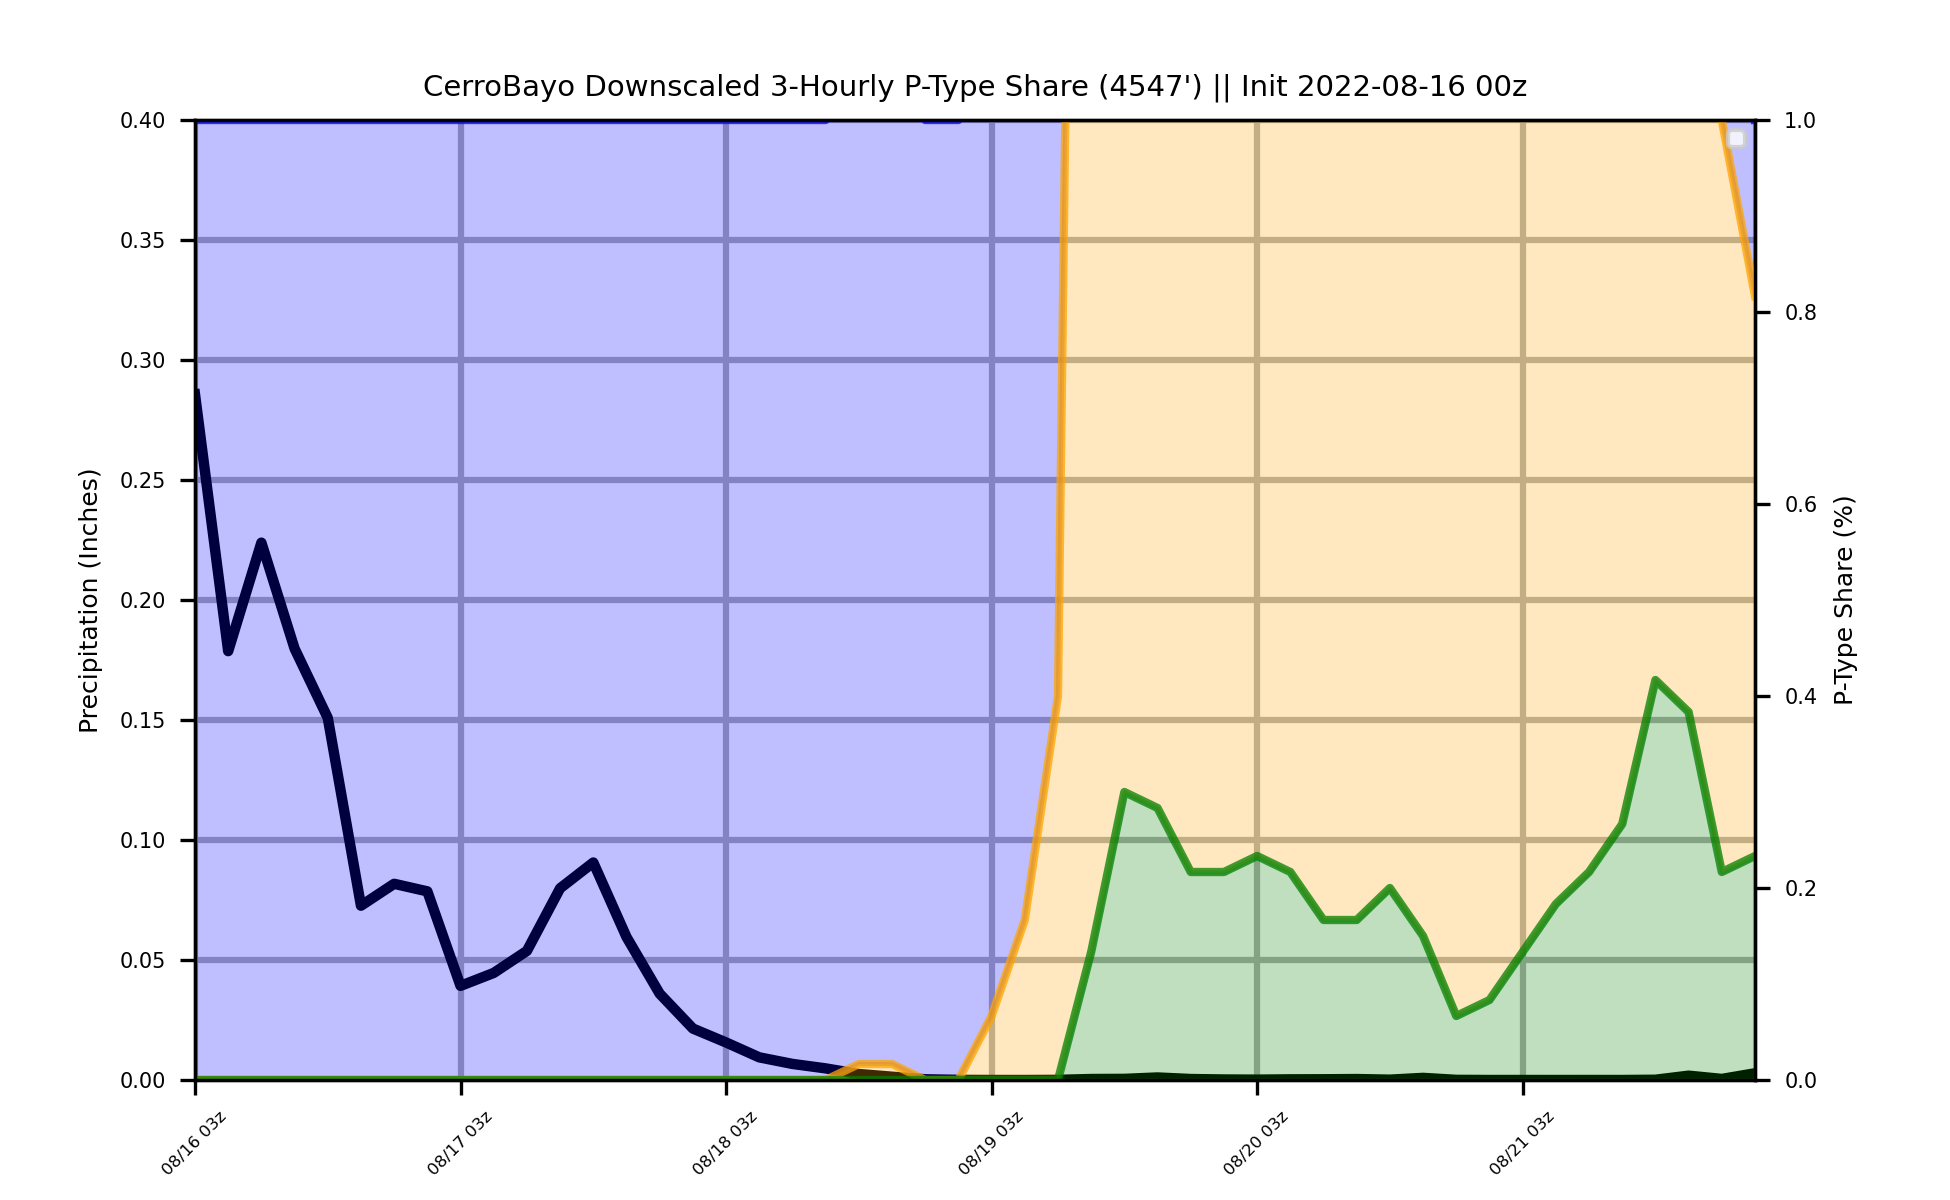 CerroBayo Downscaled 3-Hourly P-Type Share (4547') || Init 2022-08-16 00z
0.40
0.35
0.30
0.25
0.20
0.15
0.10
0.05
0.00
Precipitation (Inches)
1.0
0.8
0.6
0.4
0.2
0.0
P-Type Share (%)
08/16 03z
08/17 03z
08/18 03z
08/19 03z
08/20 03z
08/21 03z